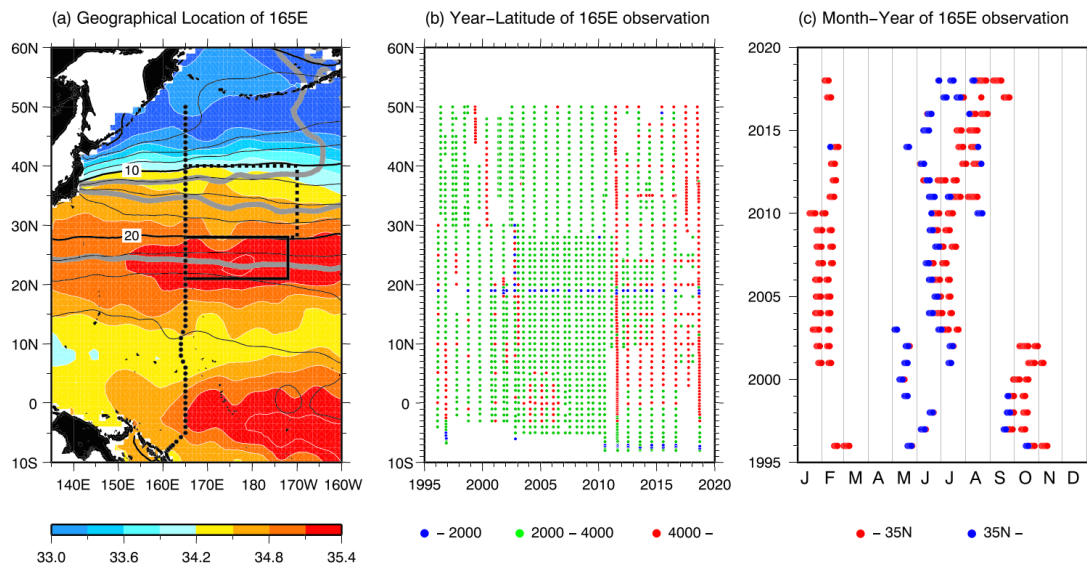 (a) Geographical Location of 165E
(b) Year-Latitude of 165E observation
(c) Month-Year of 165E observation
60N
50N
40N
30N
20N
10N
0
10S
10
20
140E 150E 160E 170E 180E 170W 160W
33.0 33.6 34.2 34.8 35.4
60N
50N
40N
30N
20N
10N
0
10S
1995 2000 2005 2010 2015 2020
- 2000 2000 - 4000 4000 -
2020
2015
2010
2005
2000
1995
J F M A M J J A S O N D
- 35N 35N -